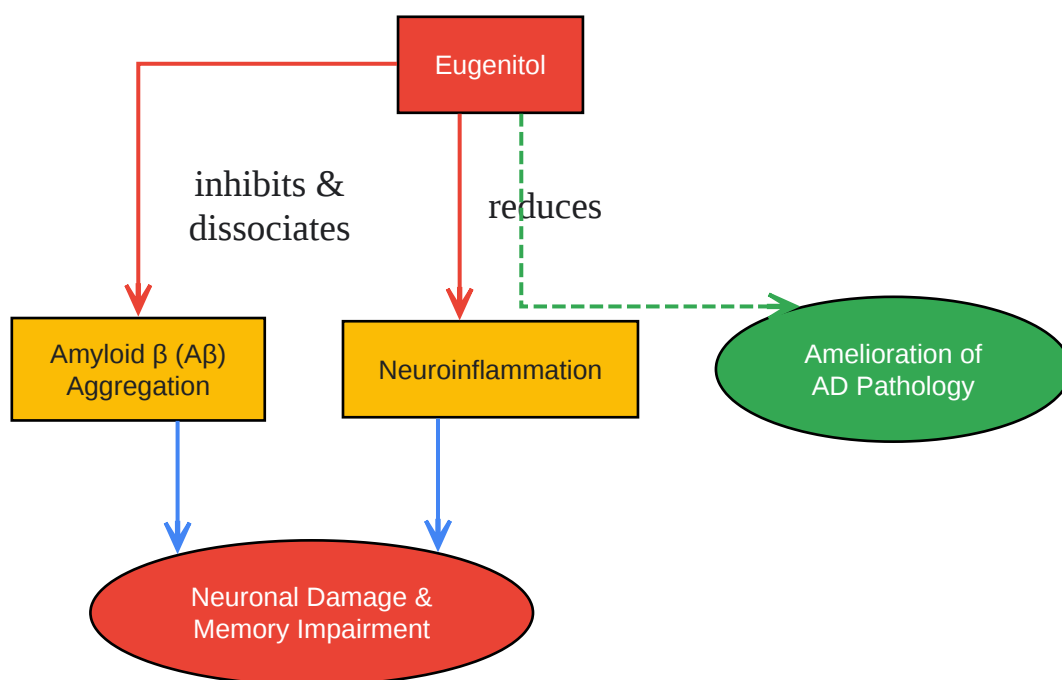 Eugenitol
inhibits &
dissociates
reduces
Amyloid β (Aβ)
Aggregation
Neuroinflammation
Amelioration of
AD Pathology
Neuronal Damage &
Memory Impairment